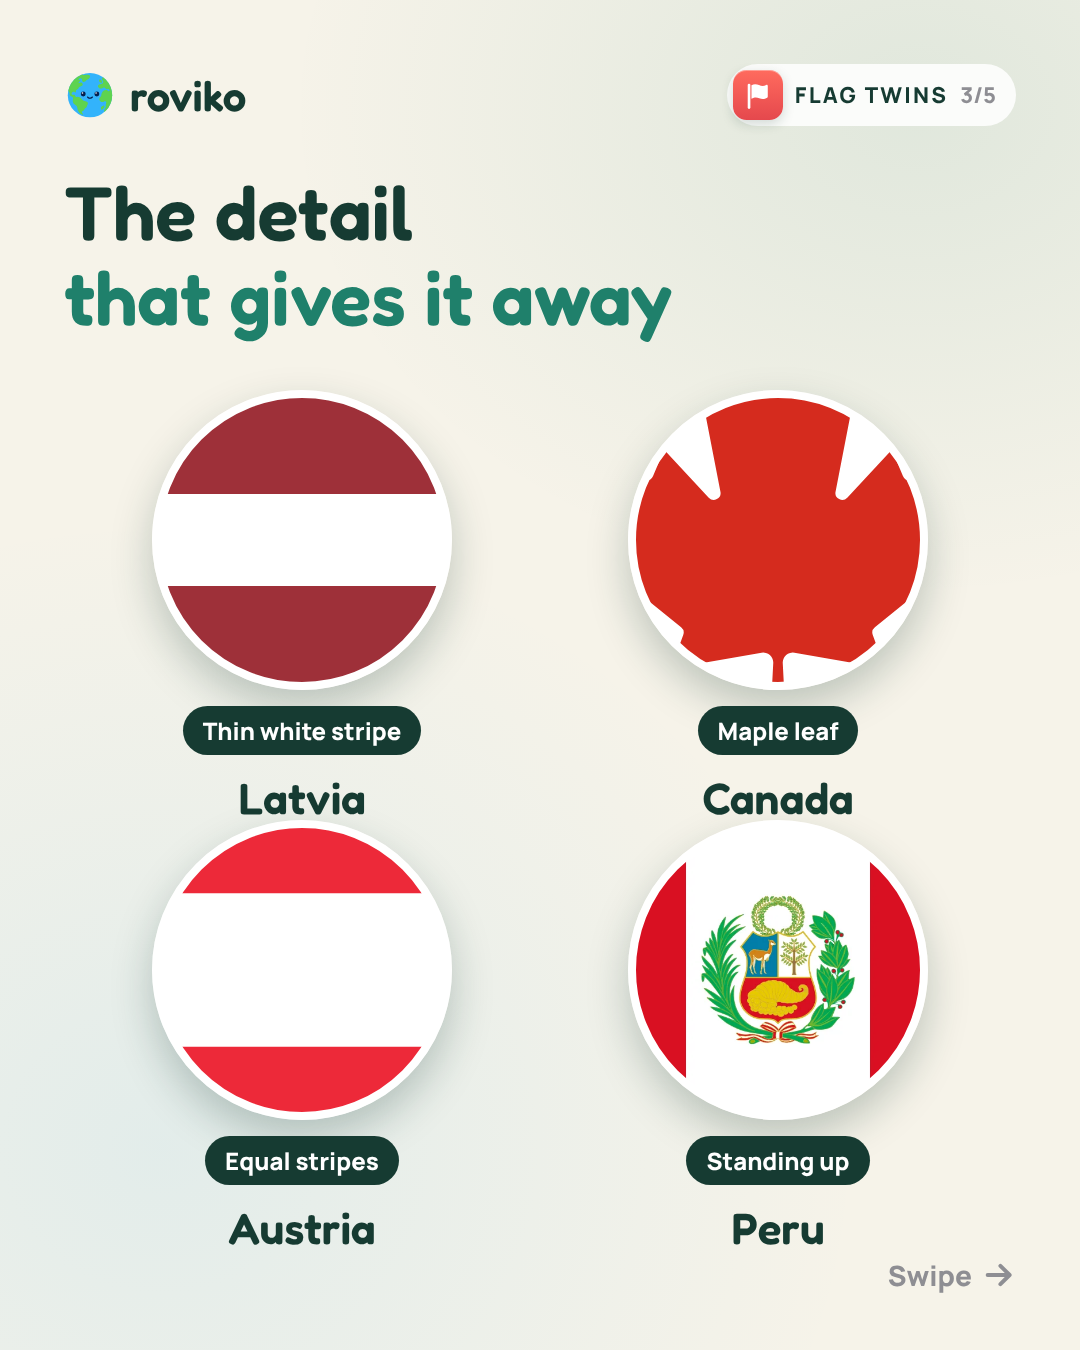 roviko
FLAG TWINS 3/5
The detail
that gives it away
Thin white stripe
Maple leaf
Latvia
Canada
Equal stripes
Standing up
Austria
Peru
Swipe →